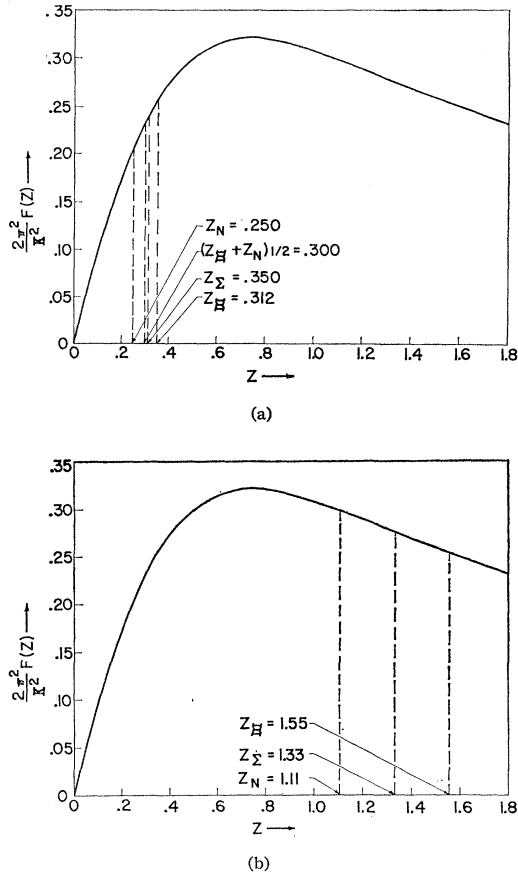 .35
.30
.25
.20
.15
.10
.05
0
2π²/K² F(Z) →
Z_N = .250
(Z_Ξ + Z_N)1/2 = .300
Z_Σ = .350
Z_Ξ = .312
0 .2 .4 .6 .8 1.0 1.2 1.4 1.6 1.8
Z →
(a)
.35
.30
.25
.20
.15
.10
.05
0
2π²/K² F(Z) →
Z_Ξ = 1.55
Z_Σ = 1.33
Z_N = 1.11
0 .2 .4 .6 .8 1.0 1.2 1.4 1.6 1.8
Z →
(b)